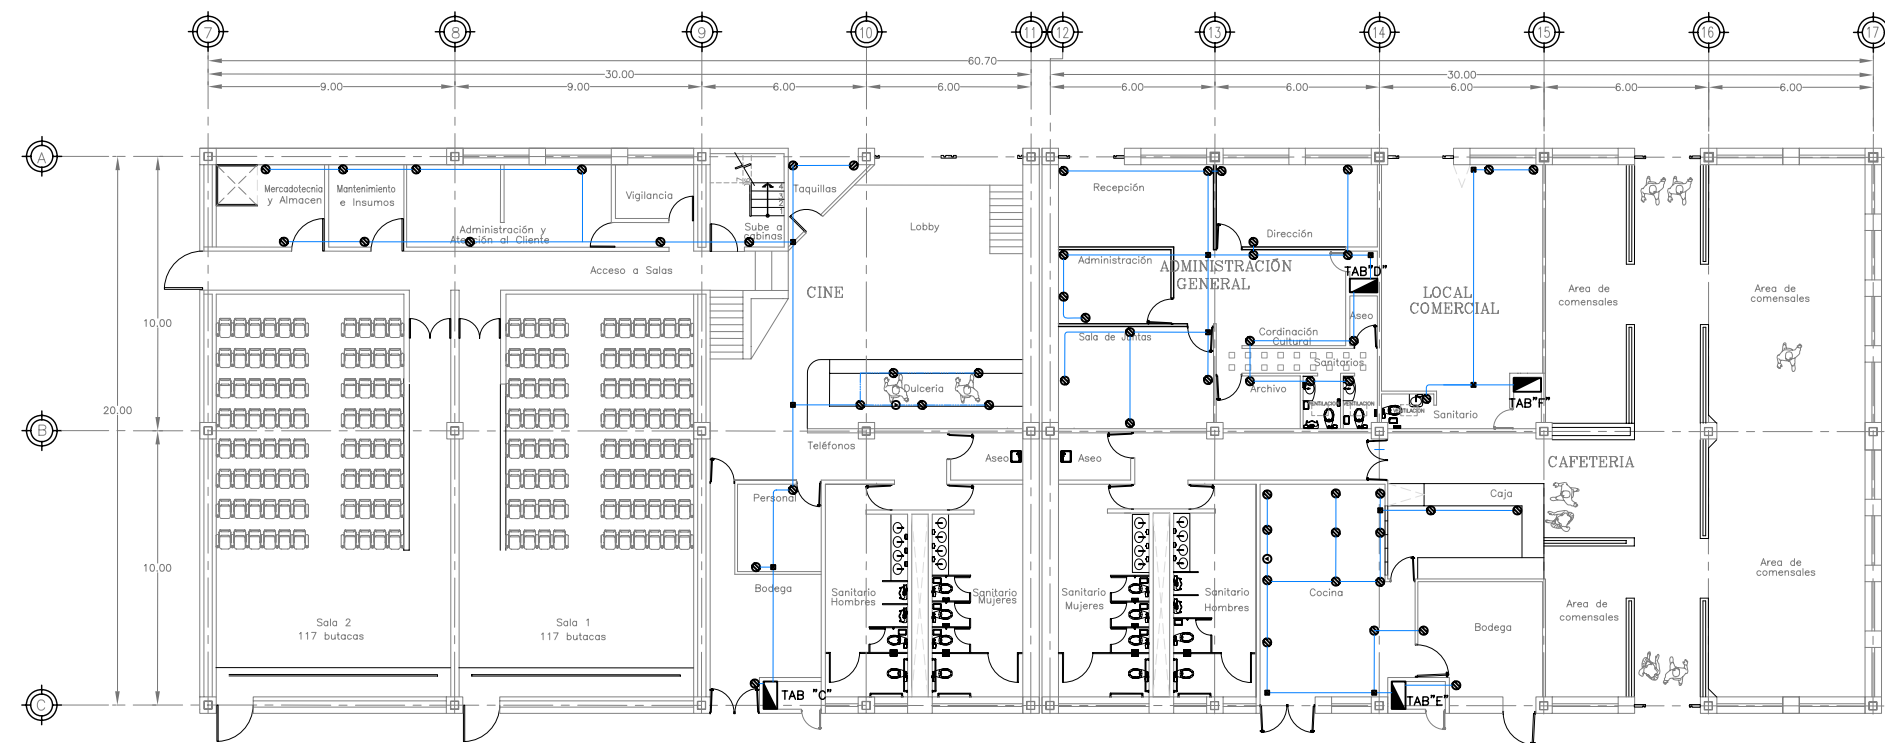 7 8 9 10 11 12 13 14 15 16 17
60.70
30.00 30.00
9.00 9.00 6.00 6.00 6.00 6.00 6.00 6.00 6.00
A
B
C
10.00
20.00
10.00
Mercadotecnia
y Almacen
Mantenimiento
e Insumos
Administración y
Atención al Cliente
Vigilancia
Sube a
cabinas
Taquillas
Lobby
Acceso a Salas
CINE
Dulcería
Teléfonos
Aseo
Aseo
Personal
Bodega
Sanitario
Hombres
Sanitario
Mujeres
Sanitario
Mujeres
Sanitario
Hombres
Sala 2
117 butacas
Sala 1
117 butacas
TAB "C"
Recepción
Dirección
Administración
ADMINISTRACIÓN
GENERAL
TAB"D"
Aseo
Sala de Juntas
Cordinación
Cultural
Sanitarios
Archivo
VENTILACION
VENTILACION
VENTILACION
LOCAL
COMERCIAL
Sanitario
TAB"F"
CAFETERIA
Caja
Cocina
Bodega
TAB"E"
Area de
comensales
Area de
comensales
Area de
comensales
Area de
comensales